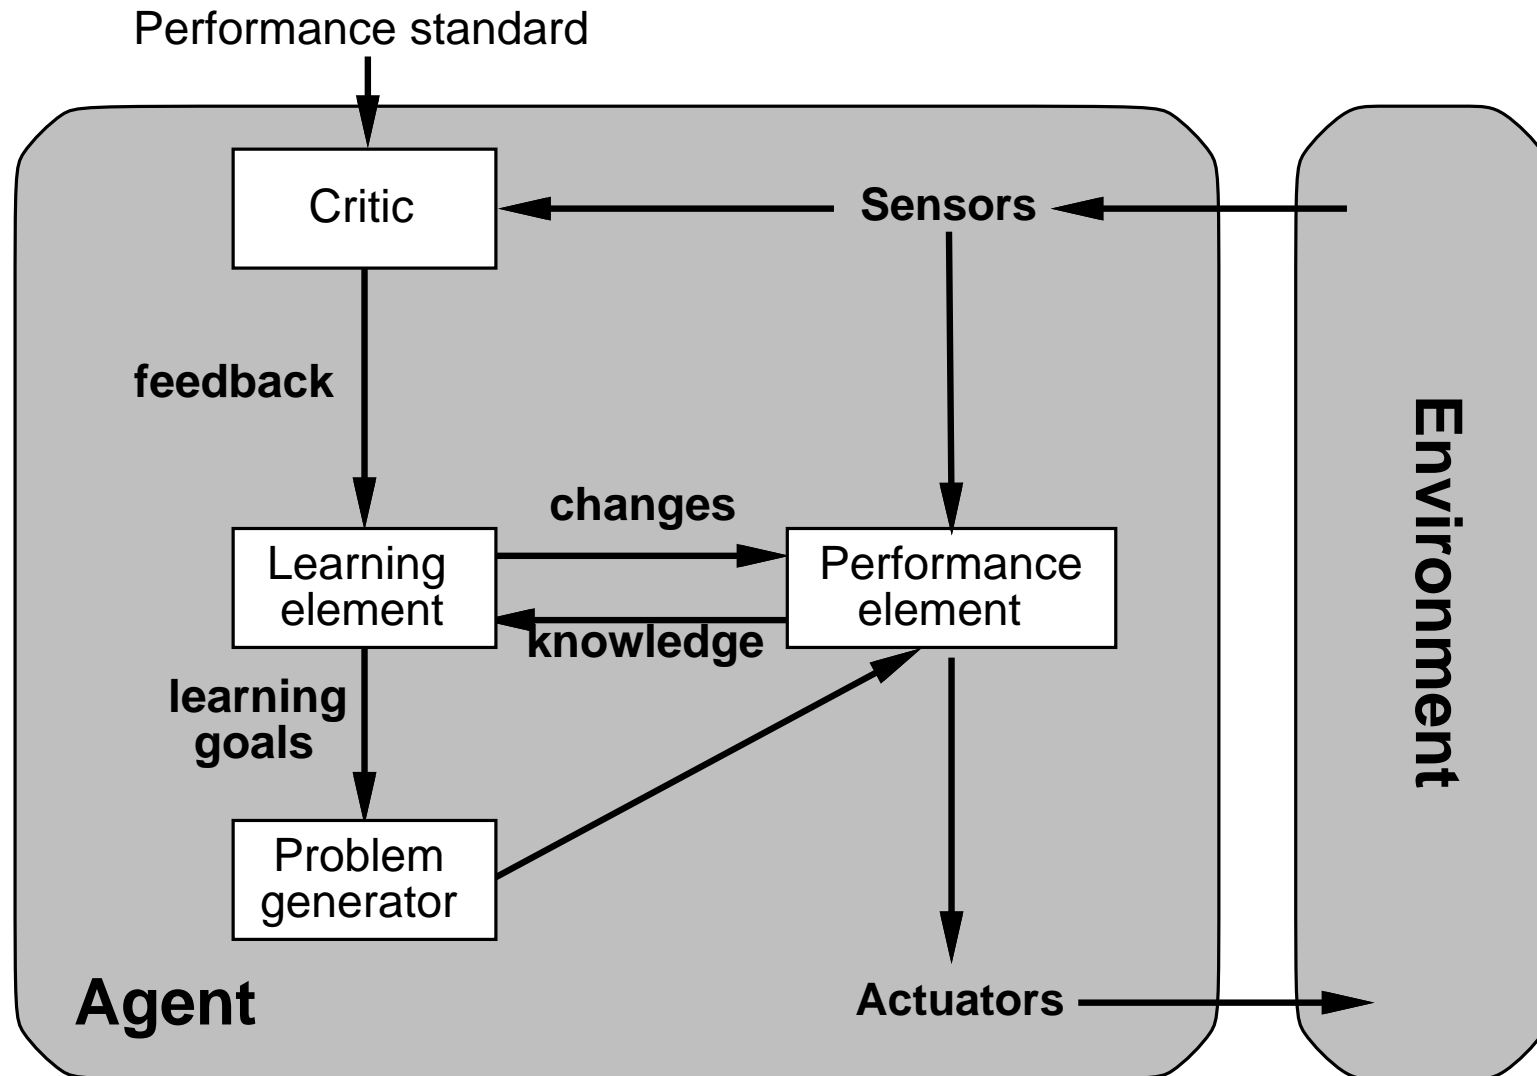 Performance standard
Critic
Sensors
feedback
changes
Learning
element
Performance
element
knowledge
learning
goals
Problem
generator
Agent
Actuators
Environment